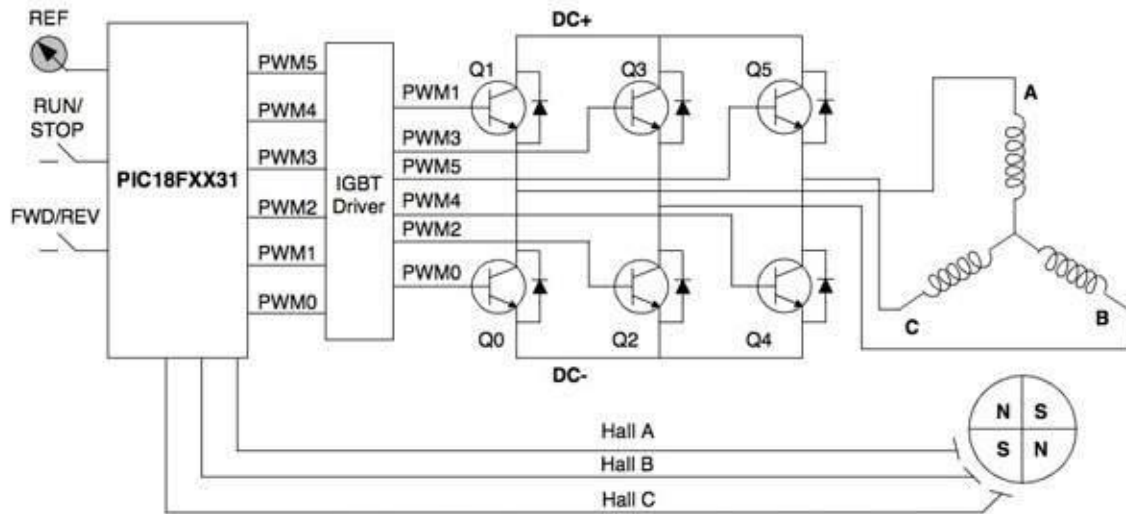 REF
RUN/
STOP
FWD/REV
PIC18FXX31
PWM5
PWM4
PWM3
PWM2
PWM1
PWM0
IGBT
Driver
PWM1
PWM3
PWM5
PWM4
PWM2
PWM0
DC+
Q1
Q3
Q5
Q0
Q2
Q4
DC-
A
C
B
Hall A
Hall B
Hall C
N S
S N